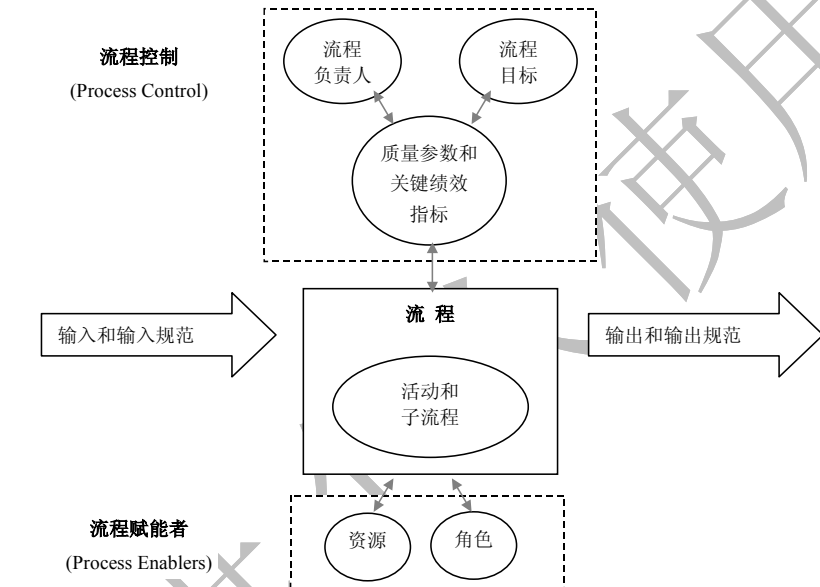 流程控制
(Process Control)
流程
负责人
流程
目标
质量参数和
关键绩效
指标
流 程
输入和输入规范
输出和输出规范
活动和
子流程
流程赋能者
(Process Enablers)
资源
角色
使用